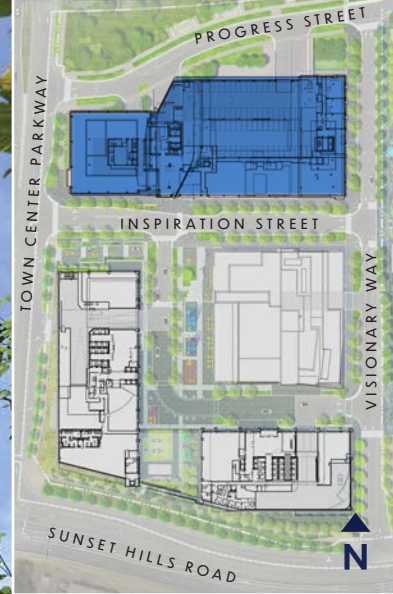 PROGRESS STREET
TOWN CENTER PARKWAY
INSPIRATION STREET
VISIONARY WAY
SUNSET HILLS ROAD
N